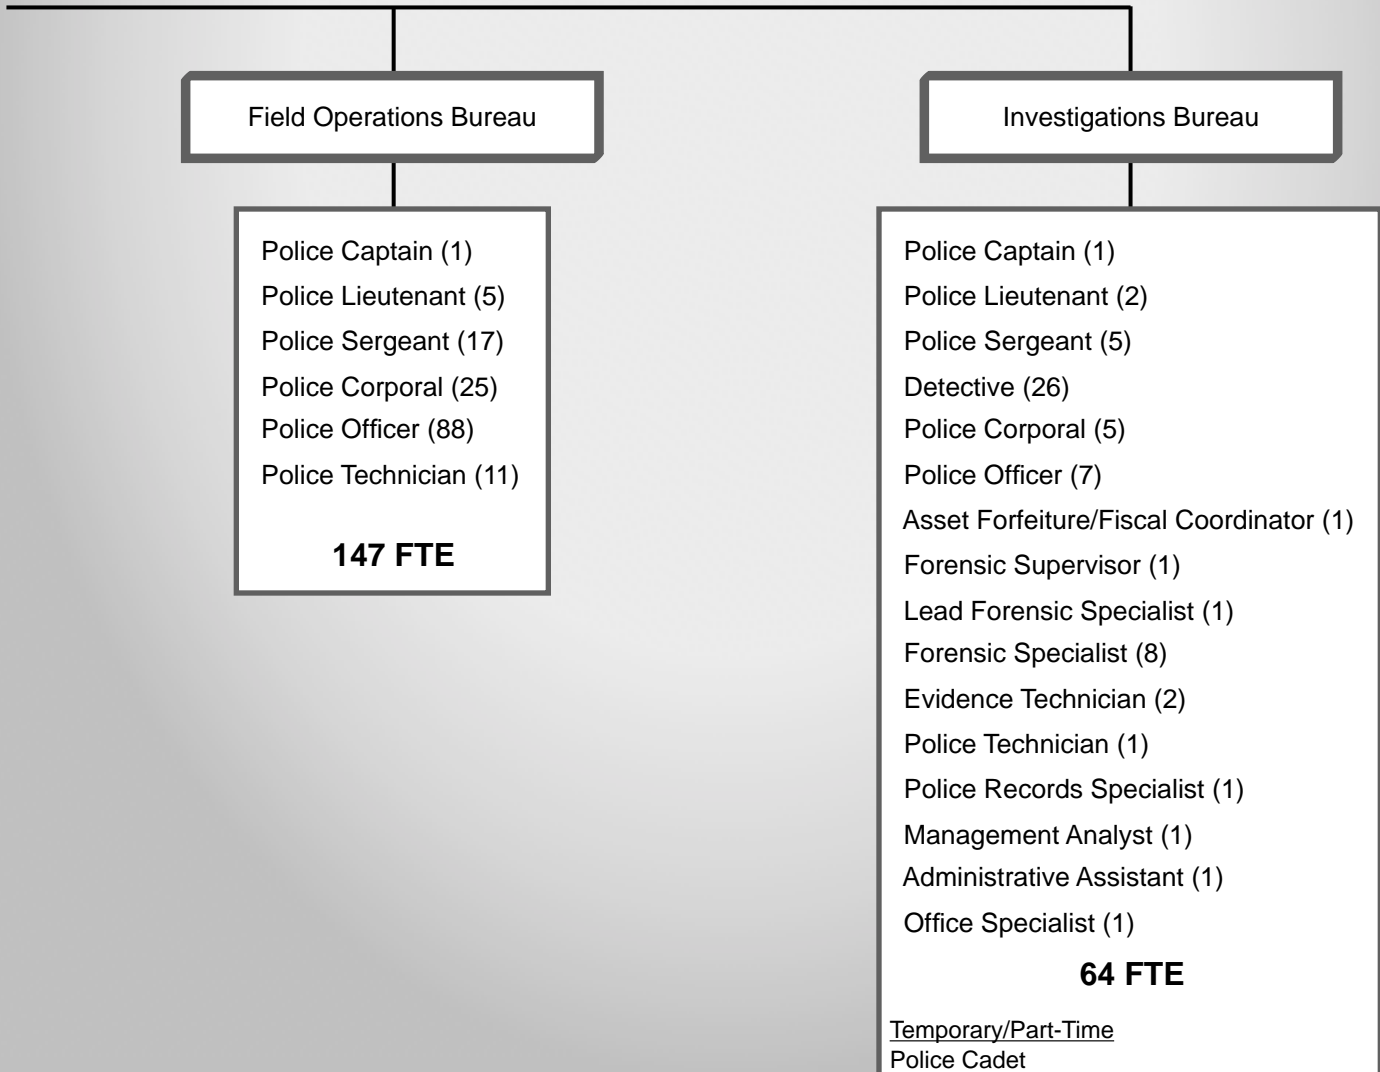 Field Operations Bureau
Police Captain (1)
Police Lieutenant (5)
Police Sergeant (17)
Police Corporal (25)
Police Officer (88)
Police Technician (11)
147 FTE
Investigations Bureau
Police Captain (1)
Police Lieutenant (2)
Police Sergeant (5)
Detective (26)
Police Corporal (5)
Police Officer (7)
Asset Forfeiture/Fiscal Coordinator (1)
Forensic Supervisor (1)
Lead Forensic Specialist (1)
Forensic Specialist (8)
Evidence Technician (2)
Police Technician (1)
Police Records Specialist (1)
Management Analyst (1)
Administrative Assistant (1)
Office Specialist (1)
64 FTE
Temporary/Part-Time
Police Cadet